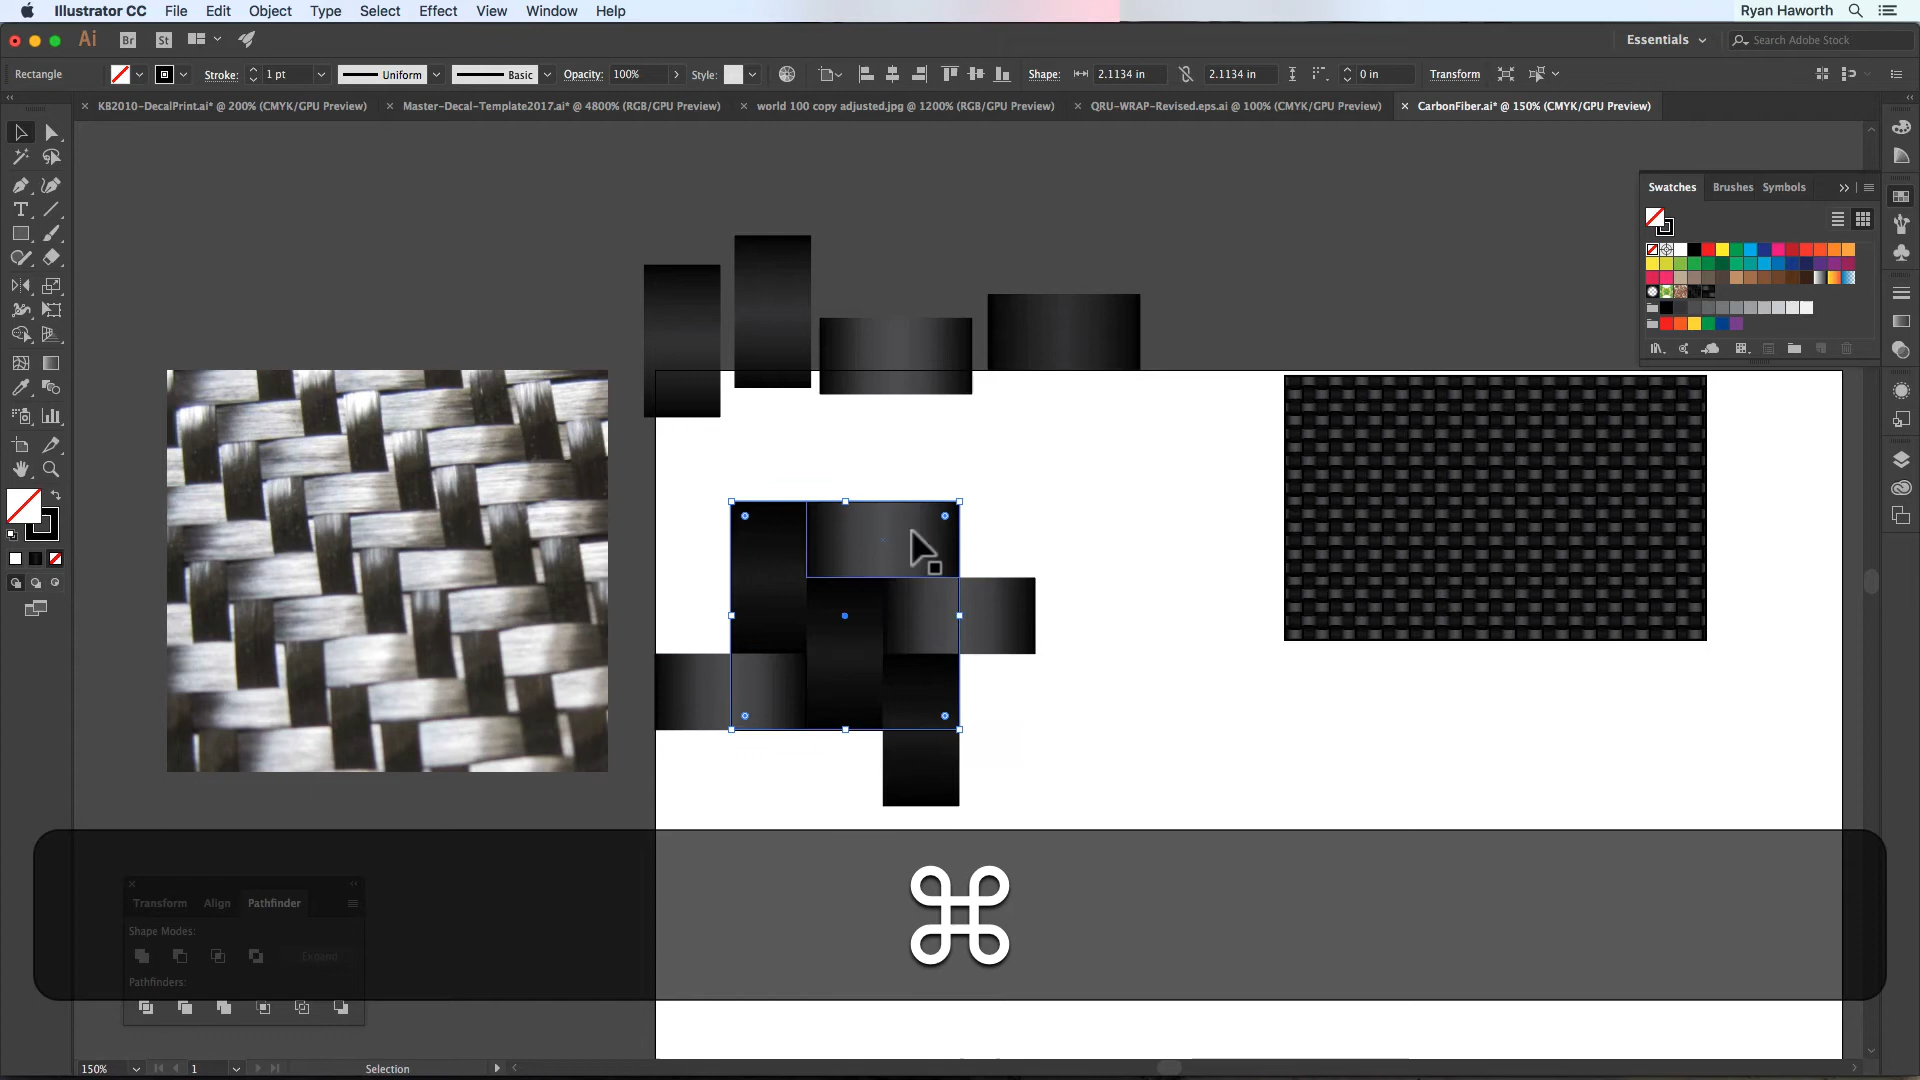 Illustrator CC File Edit Object Type Select Effect View Window Help Ryan Haworth
Ai Br St Essentials Search Adobe Stock
Rectangle Stroke: 1 pt Uniform Basic Opacity: 100% Style: Shape: 2.1134 in 2.1134 in 0 in Transform
KB2010-DecalPrint.ai* @ 200% (CMYK/GPU Preview) Master-Decal-Template2017.ai* @ 4800% (RGB/GPU Preview) world 100 copy adjusted.jpg @ 1200% (RGB/GPU Preview) QRU-WRAP-Revised.eps.ai @ 100% (CMYK/GPU Preview) CarbonFiber.ai* @ 150% (CMYK/GPU Preview)
Swatches Brushes Symbols
⌘
Transform Align Pathfinder
Shape Modes:
Expand
Pathfinders:
150% 1 Selection